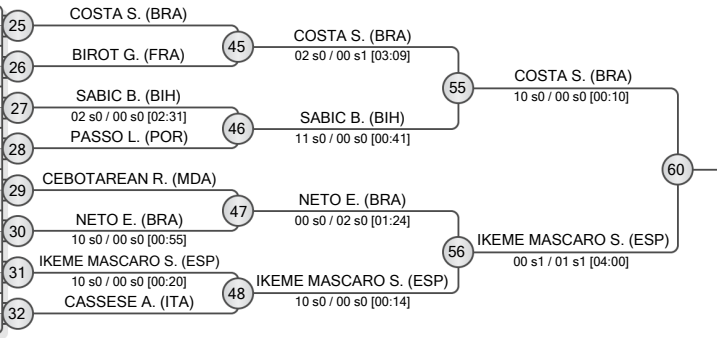 25
COSTA S. (BRA)
26
BIROT G. (FRA)
45
COSTA S. (BRA)
02 s0 / 00 s1 [03:09]
27
SABIC B. (BIH)
02 s0 / 00 s0 [02:31]
28
PASSO L. (POR)
46
SABIC B. (BIH)
11 s0 / 00 s0 [00:41]
55
COSTA S. (BRA)
10 s0 / 00 s0 [00:10]
29
CEBOTAREAN R. (MDA)
30
NETO E. (BRA)
10 s0 / 00 s0 [00:55]
47
NETO E. (BRA)
00 s0 / 02 s0 [01:24]
31
IKEME MASCARO S. (ESP)
10 s0 / 00 s0 [00:20]
32
CASSESE A. (ITA)
48
IKEME MASCARO S. (ESP)
10 s0 / 00 s0 [00:14]
56
IKEME MASCARO S. (ESP)
00 s1 / 01 s1 [04:00]
60